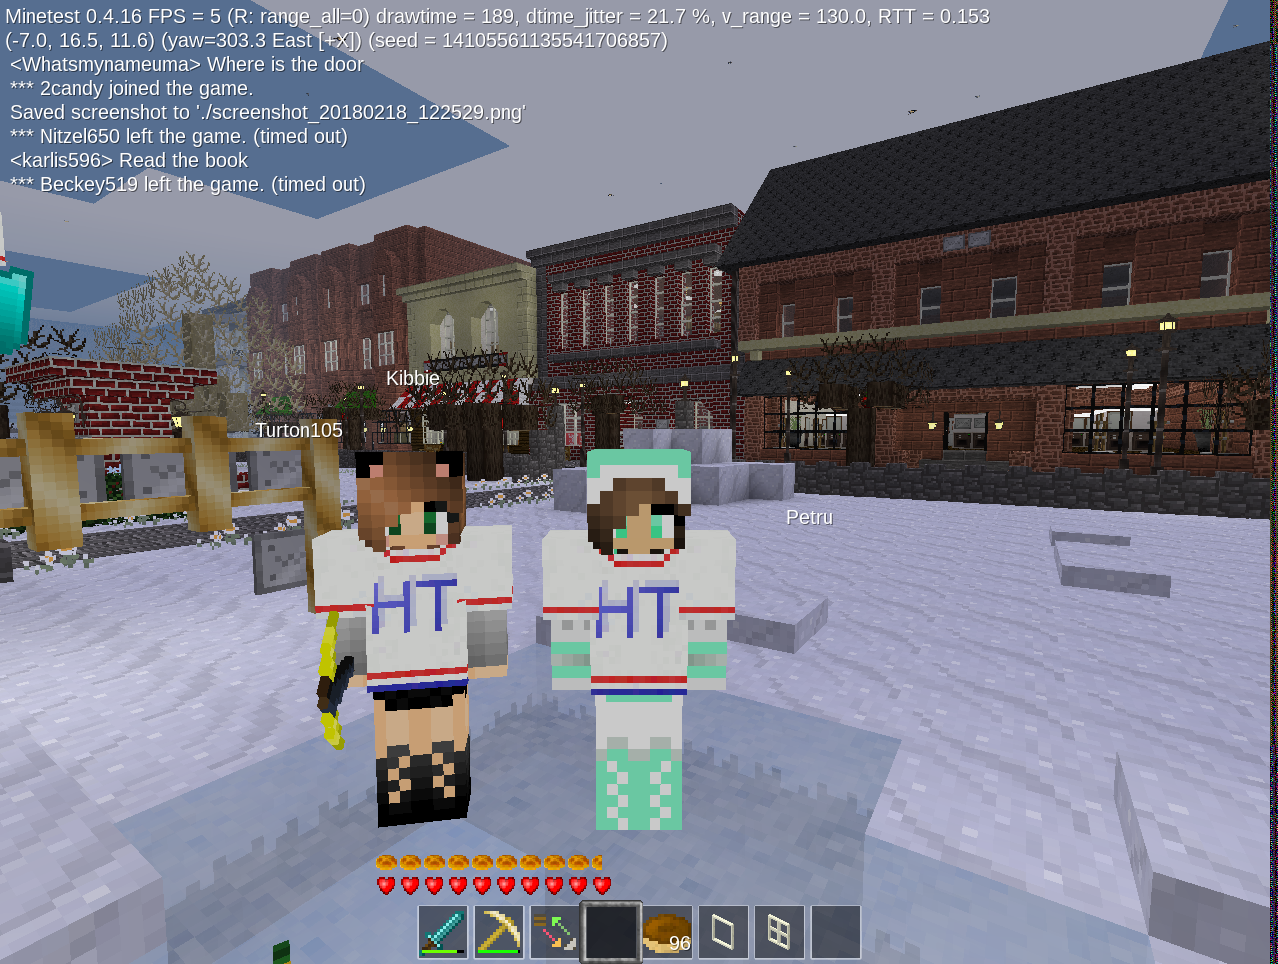 Minetest 0.4.16 FPS = 5 (R: range_all=0) drawtime = 189, dtime_jitter = 21.7 %, v_range = 130.0, RTT = 0.153
(-7.0, 16.5, 11.6) (yaw=303.3 East [+X]) (seed = 14105561135541706857)
<Whatsmynameuma> Where is the door
*** 2candy joined the game.
Saved screenshot to './screenshot_20180218_122529.png'
*** Nitzel650 left the game. (timed out)
<karlis596> Read the book
*** Beckey519 left the game. (timed out)
Kibbie
Turton105
Petru
HT
HT
96